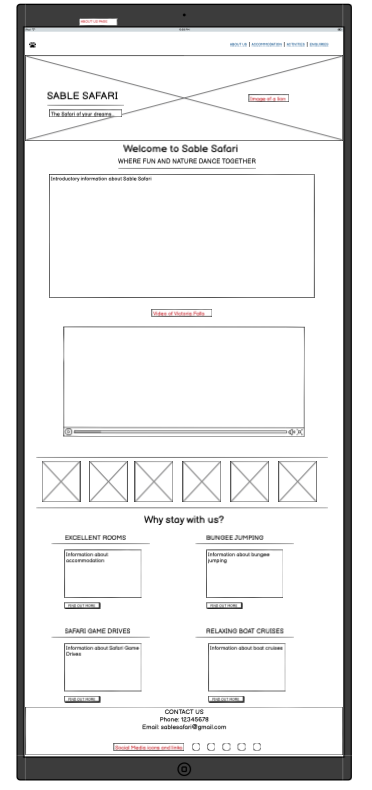 ABOUT US PAGE
ABOUT US | ACCOMMODATION | ACTIVITIES | ENQUIRIES
SABLE SAFARI
Image of a lion
The Safari of your dreams..
Welcome to Sable Safari
WHERE FUN AND NATURE DANCE TOGETHER
Introductory information about Sable Safari
Video of Victoria Falls
Why stay with us?
EXCELLENT ROOMS
BUNGEE JUMPING
Information about
accommodation
Information about bungee
jumping
FIND OUT MORE
FIND OUT MORE
SAFARI GAME DRIVES
RELAXING BOAT CRUISES
Information about Safari Game
Drives
Information about boat cruises
FIND OUT MORE
FIND OUT MORE
CONTACT US
Phone: 12345678
Email: sablesafari@gmail.com
Social Media icons and links